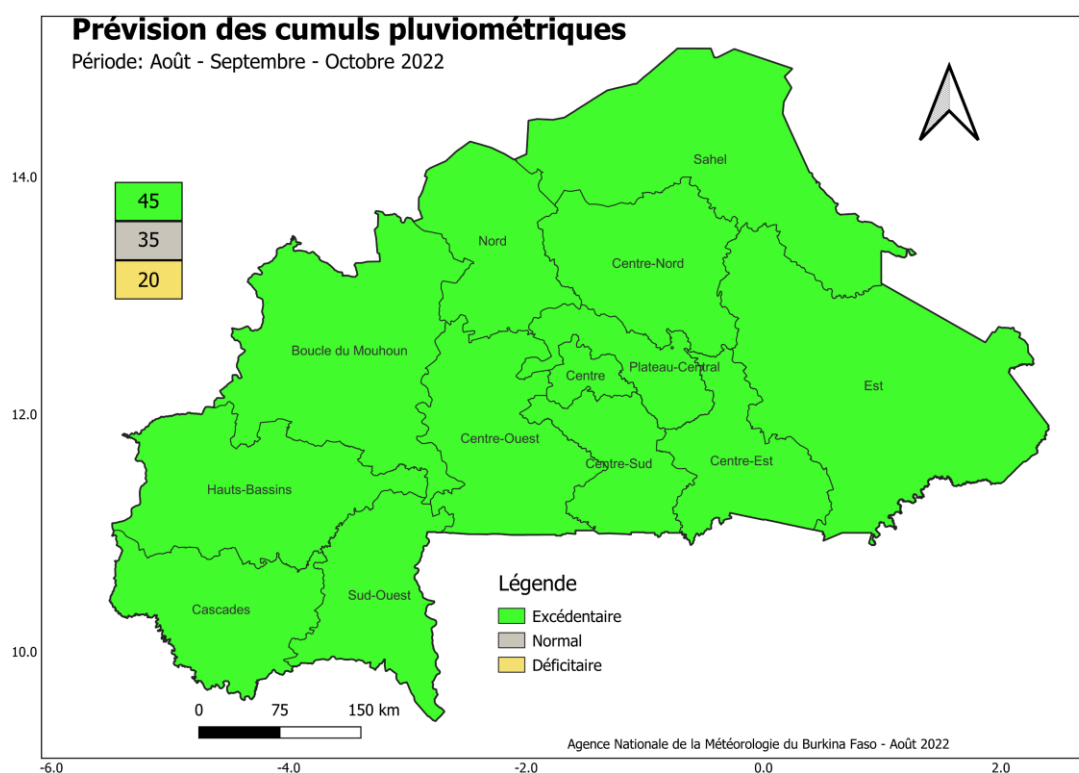 Prévision des cumuls pluviométriques
Période: Août - Septembre - Octobre 2022
Sahel
14.0
45
35
20
Nord
Centre-Nord
Boucle du Mouhoun
Centre
Plateau-Central
Est
12.0
Centre-Ouest
Centre-Sud
Centre-Est
Hauts-Bassins
Légende
Cascades
Sud-Ouest
Excédentaire
Normal
Déficitaire
10.0
0 75 150 km
Agence Nationale de la Météorologie du Burkina Faso - Août 2022
-6.0 -4.0 -2.0 0.0 2.0